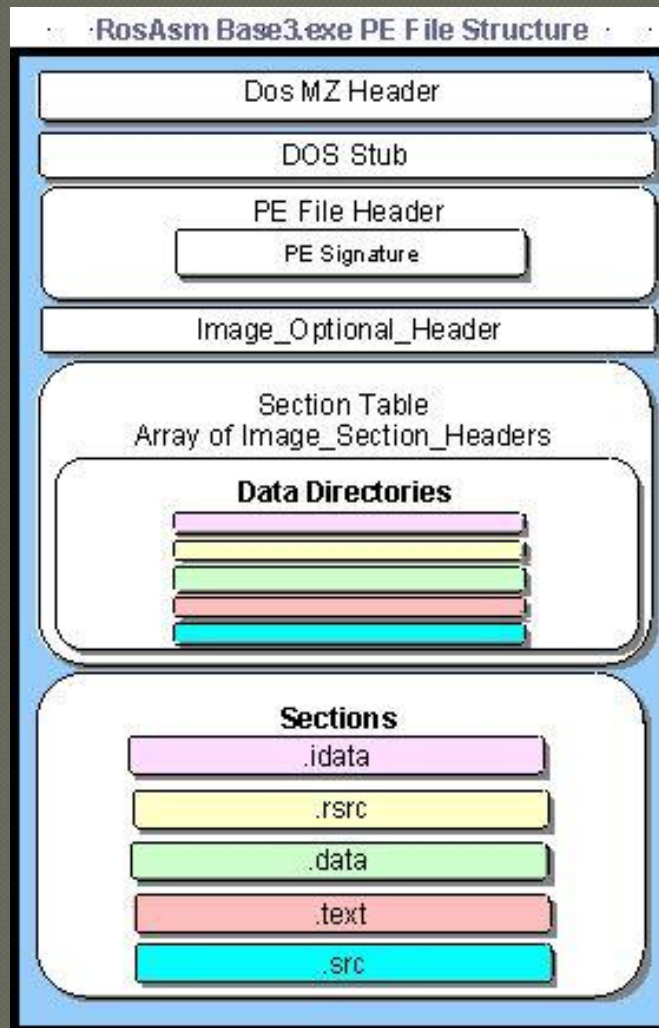 RosAsm Base3.exe PE File Structure
Dos MZ Header
DOS Stub
PE File Header
PE Signature
Image_Optional_Header
Section Table
Array of Image_Section_Headers
Data Directories
Sections
.idata
.rsrc
.data
.text
.src